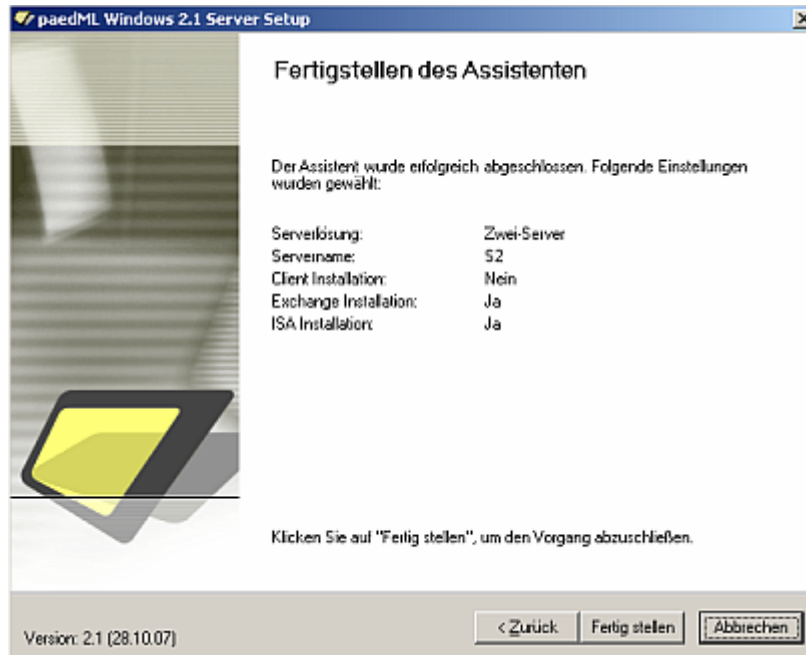 paedML Windows 2.1 Server Setup
Fertigstellen des Assistenten
Der Assistent wurde erfolgreich abgeschlossen. Folgende Einstellungen
wurden gewählt:
Serverlösung: Zwei-Server
Servername: S2
Client Installation: Nein
Exchange Installation: Ja
ISA Installation: Ja
Klicken Sie auf "Fertig stellen", um den Vorgang abzuschließen.
Version: 2.1 (28.10.07)
< Zurück Fertig stellen Abbrechen